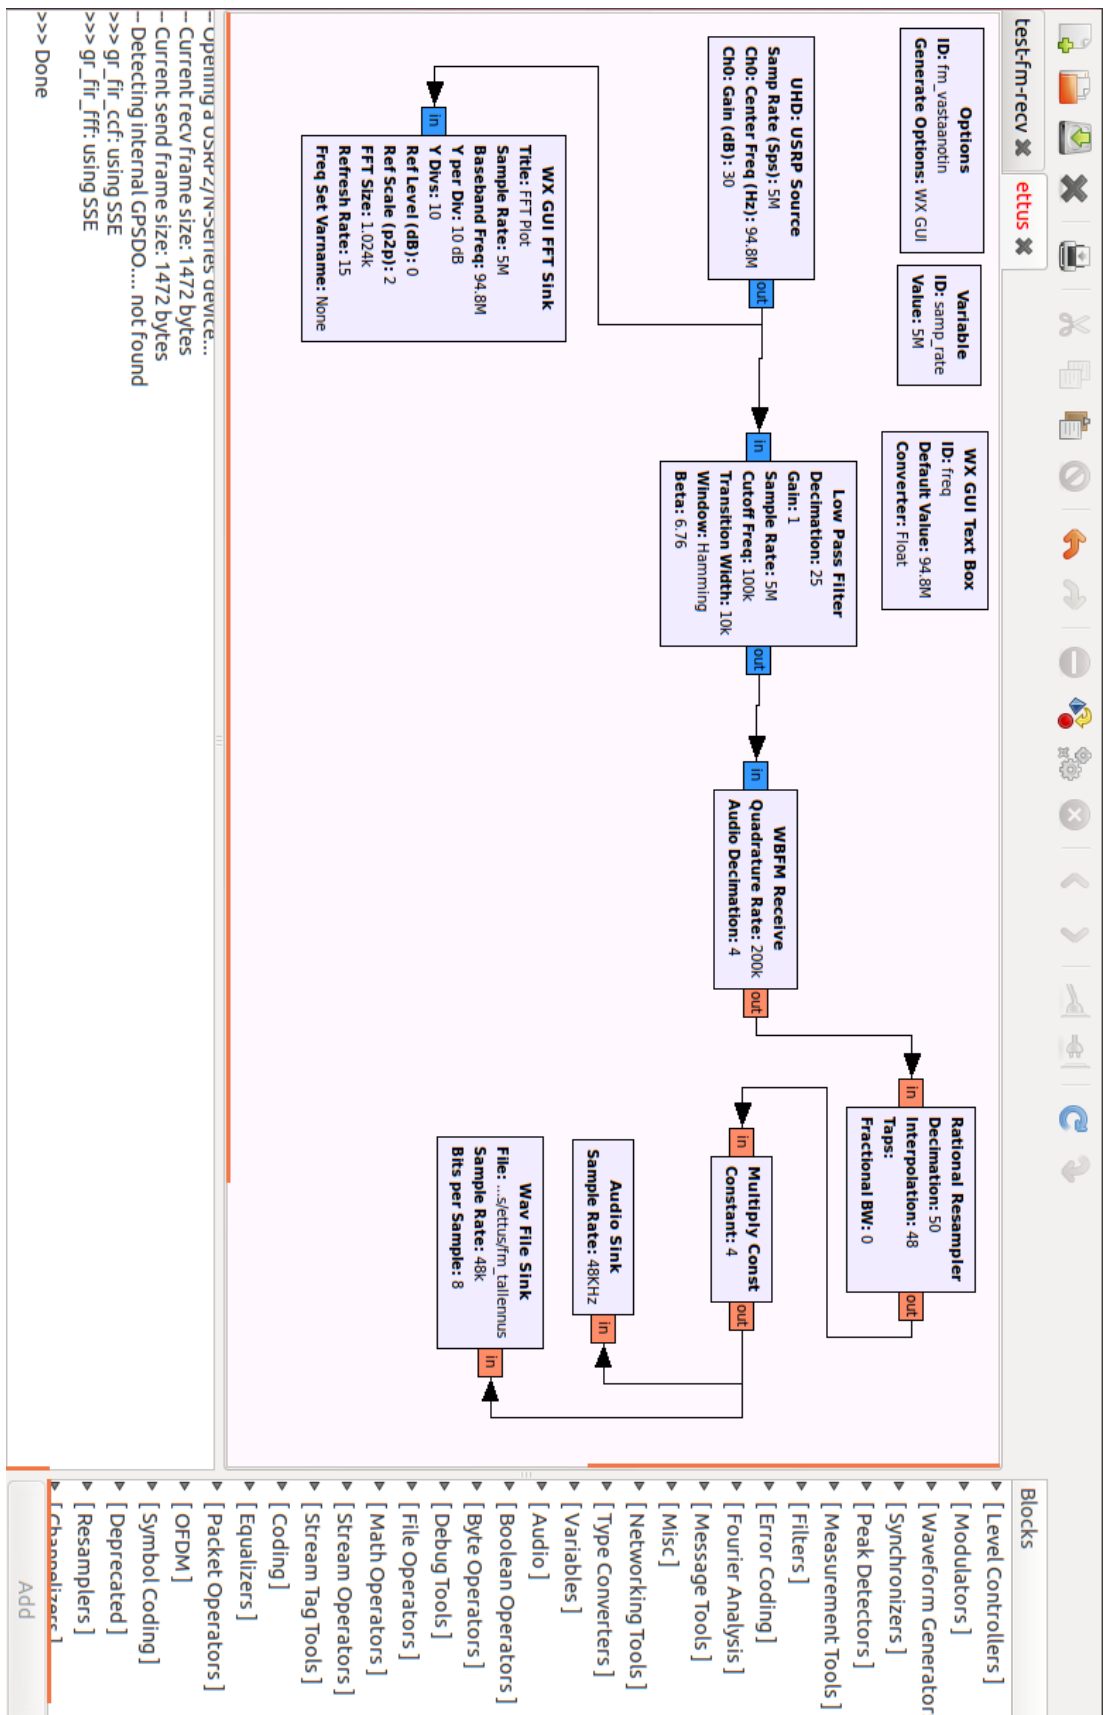 test-fm-recv
ettus
Options
ID: fm_vastaanotin
Generate Options: WX GUI
Variable
ID: samp_rate
Value: 5M
WX GUI Text Box
ID: freq
Default Value: 94.8M
Converter: Float
UHD: USRP Source
Samp Rate (Sps): 5M
Ch0: Center Freq (Hz): 94.8M
Ch0: Gain (dB): 30
out
in
Low Pass Filter
Decimation: 25
Gain: 1
Sample Rate: 5M
Cutoff Freq: 100k
Transition Width: 10k
Window: Hamming
Beta: 6.76
out
in
WBFM Receive
Quadrature Rate: 200k
Audio Decimation: 4
out
in
Rational Resampler
Decimation: 50
Interpolation: 48
Taps:
Fractional BW: 0
out
in
Multiply Const
Constant: 4
out
Audio Sink
Sample Rate: 48KHz
in
Wav File Sink
File: ...s/ettus/fm_tallennus
Sample Rate: 48k
Bits per Sample: 8
in
in
WX GUI FFT Sink
Title: FFT Plot
Sample Rate: 5M
Baseband Freq: 94.8M
Y per Div: 10 dB
Y Divs: 10
Ref Level (dB): 0
Ref Scale (p2p): 2
FFT Size: 1.024k
Refresh Rate: 15
Freq Set Varname: None
-- Opening a USRP2/N-Series device...
-- Current recv frame size: 1472 bytes
-- Current send frame size: 1472 bytes
-- Detecting internal GPSDO.... not found
>>> gr_fir_ccf: using SSE
>>> gr_fir_fff: using SSE
>>> Done
Blocks
[ Level Controllers ]
[ Modulators ]
[ Waveform Generator
[ Synchronizers ]
[ Peak Detectors ]
[ Measurement Tools ]
[ Filters ]
[ Error Coding ]
[ Fourier Analysis ]
[ Message Tools ]
[ Misc ]
[ Networking Tools ]
[ Type Converters ]
[ Variables ]
[ Audio ]
[ Boolean Operators ]
[ Byte Operators ]
[ Debug Tools ]
[ File Operators ]
[ Math Operators ]
[ Stream Operators ]
[ Stream Tag Tools ]
[ Coding ]
[ Equalizers ]
[ Packet Operators ]
[ OFDM ]
[ Symbol Coding ]
[ Deprecated ]
[ Resamplers ]
[ Channelizers ]
Add